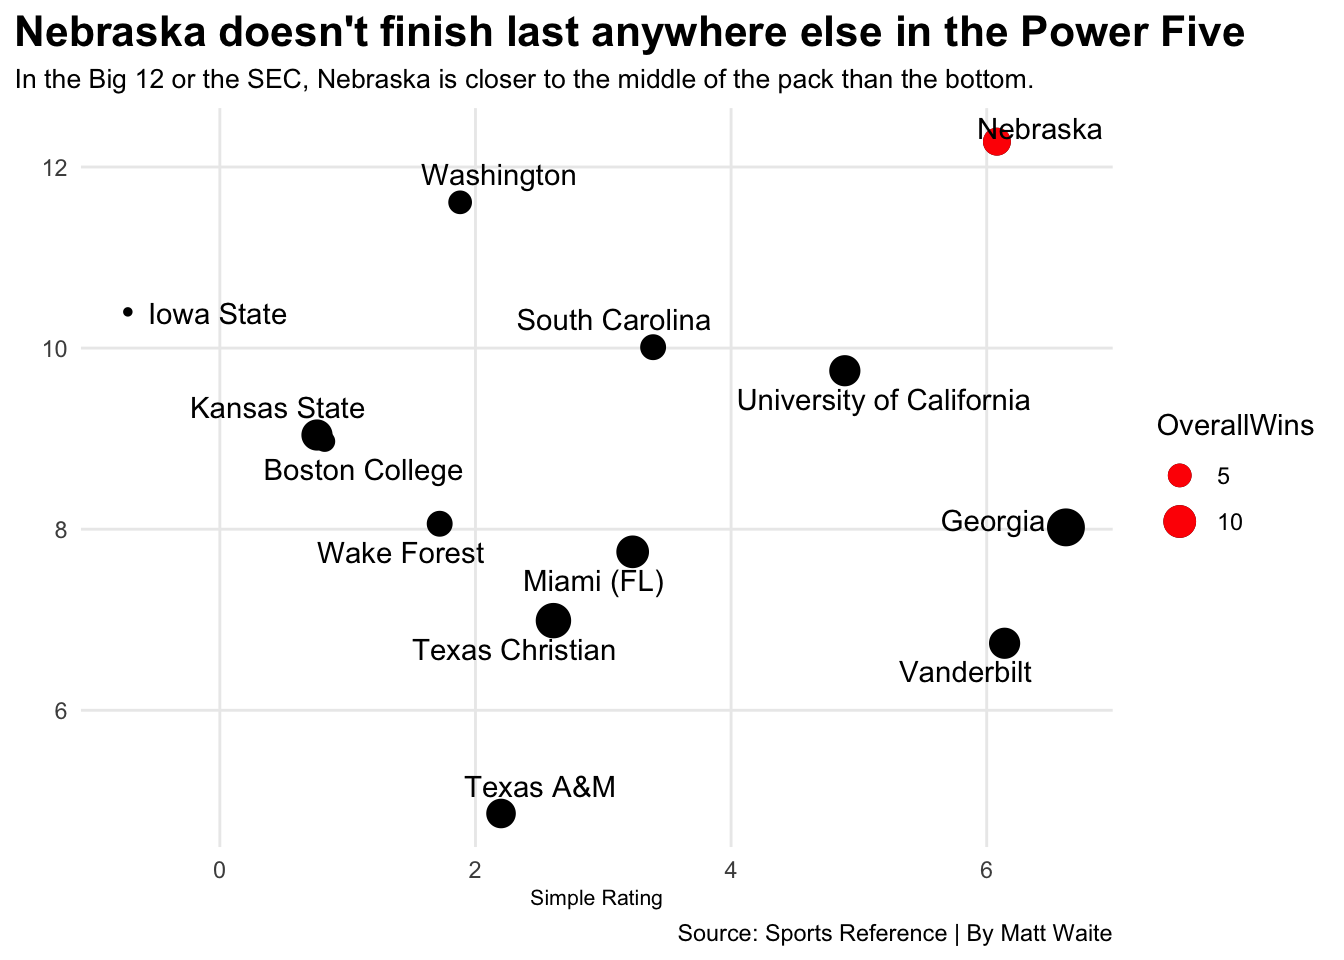 Nebraska doesn't finish last anywhere else in the Power Five
In the Big 12 or the SEC, Nebraska is closer to the middle of the pack than the bottom.
Nebraska
12
Washington
Iowa State
South Carolina
10
University of California
Kansas State
OverallWins
Boston College
5
Georgia
10
8
Wake Forest
Miami (FL)
Texas Christian
Vanderbilt
6
Texas A&M
0 2 4 6
Simple Rating
Source: Sports Reference | By Matt Waite